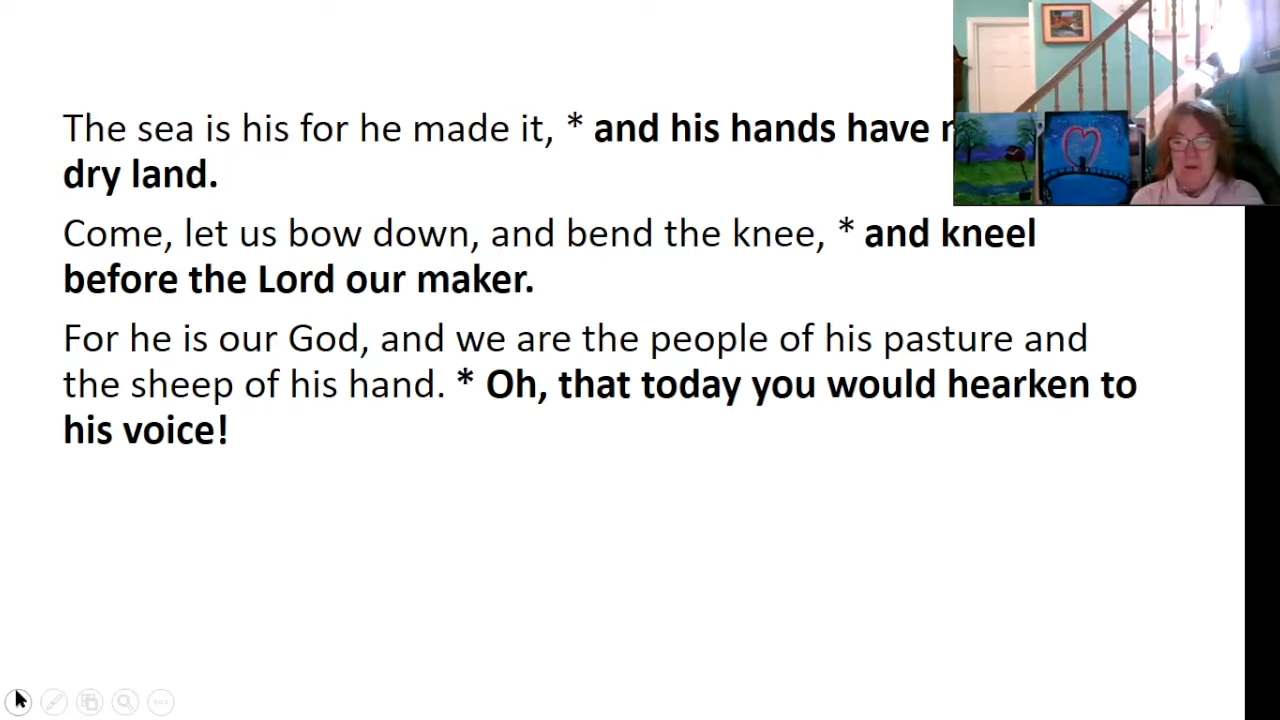 The sea is his for he made it, * and his hands have
dry land.
Come, let us bow down, and bend the knee, * and kneel
before the Lord our maker.
For he is our God, and we are the people of his pasture and
the sheep of his hand. * Oh, that today you would hearken to
his voice!